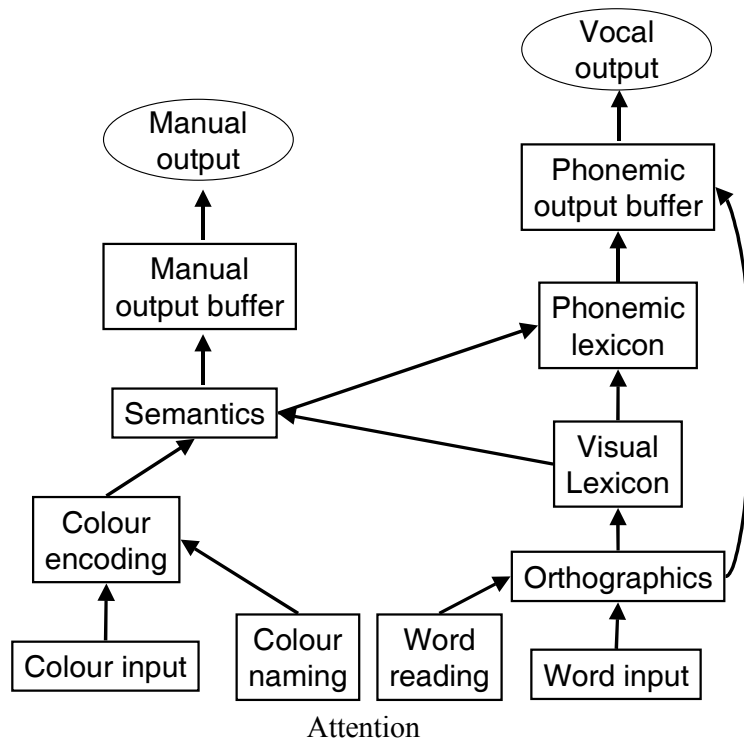 Vocal
output
Manual
output
Phonemic
output buffer
Manual
output buffer
Phonemic
lexicon
Semantics
Visual
Lexicon
Colour
encoding
Orthographics
Colour input
Colour
naming
Word
reading
Word input
Attention